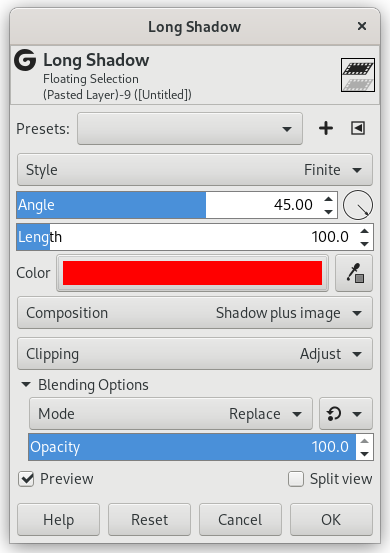 Long Shadow
Long Shadow
Floating Selection
(Pasted Layer)-9 ([Untitled])
Presets:
Style Finite
Angle 45.00
Length 100.0
Color
Composition Shadow plus image
Clipping Adjust
Blending Options
Mode Replace
Opacity 100.0
Preview Split view
Help Reset Cancel OK